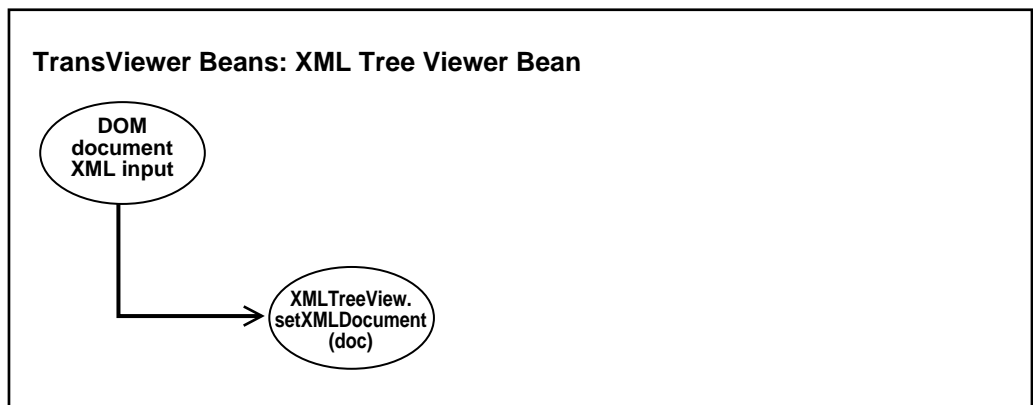 TransViewer Beans: XML Tree Viewer Bean
DOM
document
XML input
XMLTreeView.
setXMLDocument
(doc)